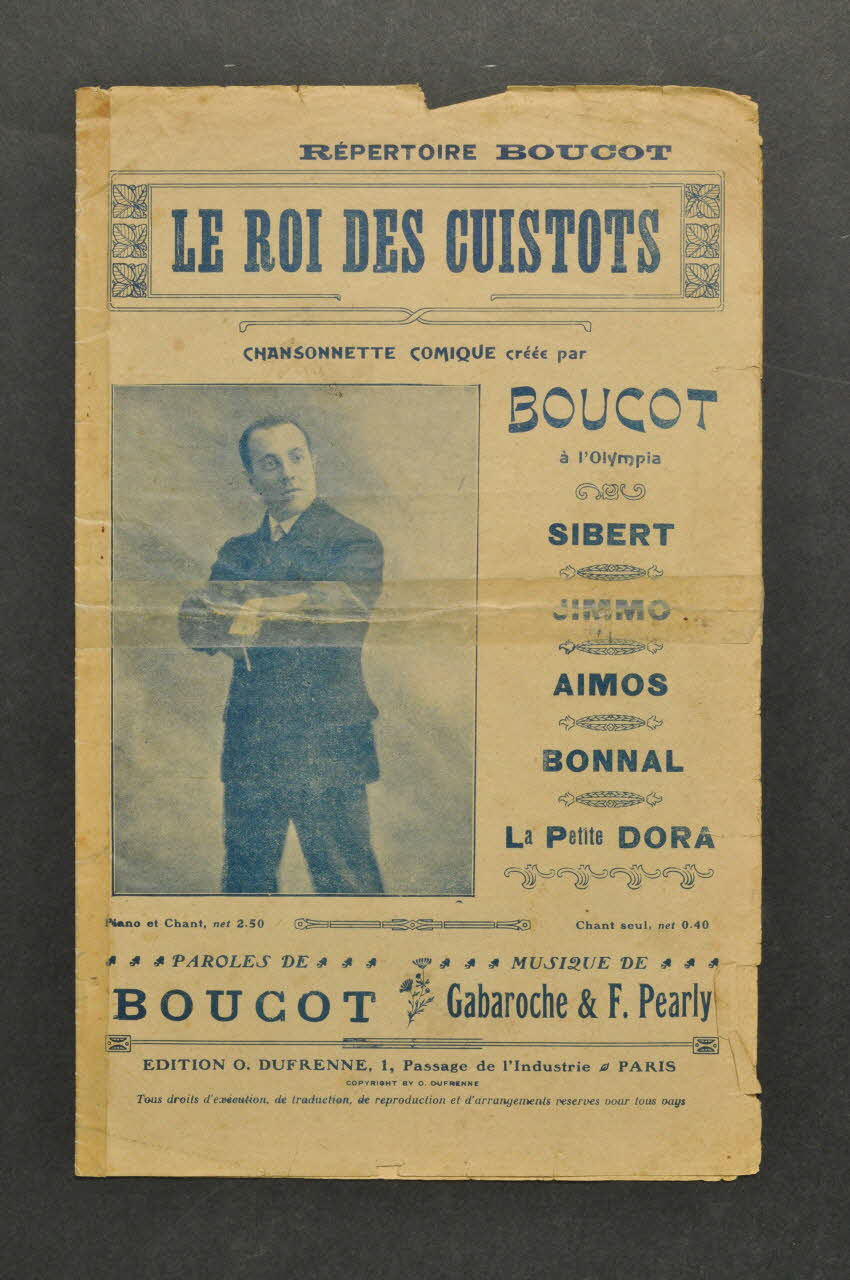 RÉPERTOIRE BOUCOT
LE ROI DES CUISTOTS
CHANSONNETTE COMIQUE créée par
BOUCOT
à l'Olympia
SIBERT
JIMMO
AIMOS
BONNAL
La Petite DORA
Piano et Chant, net 2.50
Chant seul, net 0.40
PAROLES DE
BOUCOT
MUSIQUE DE
Gabaroche & F. Pearly
EDITION O. DUFRENNE, 1, Passage de l'Industrie PARIS
COPYRIGHT BY O. DUFRENNE
Tous droits d'exécution, de traduction, de reproduction et d'arrangements reserves pour tous pays